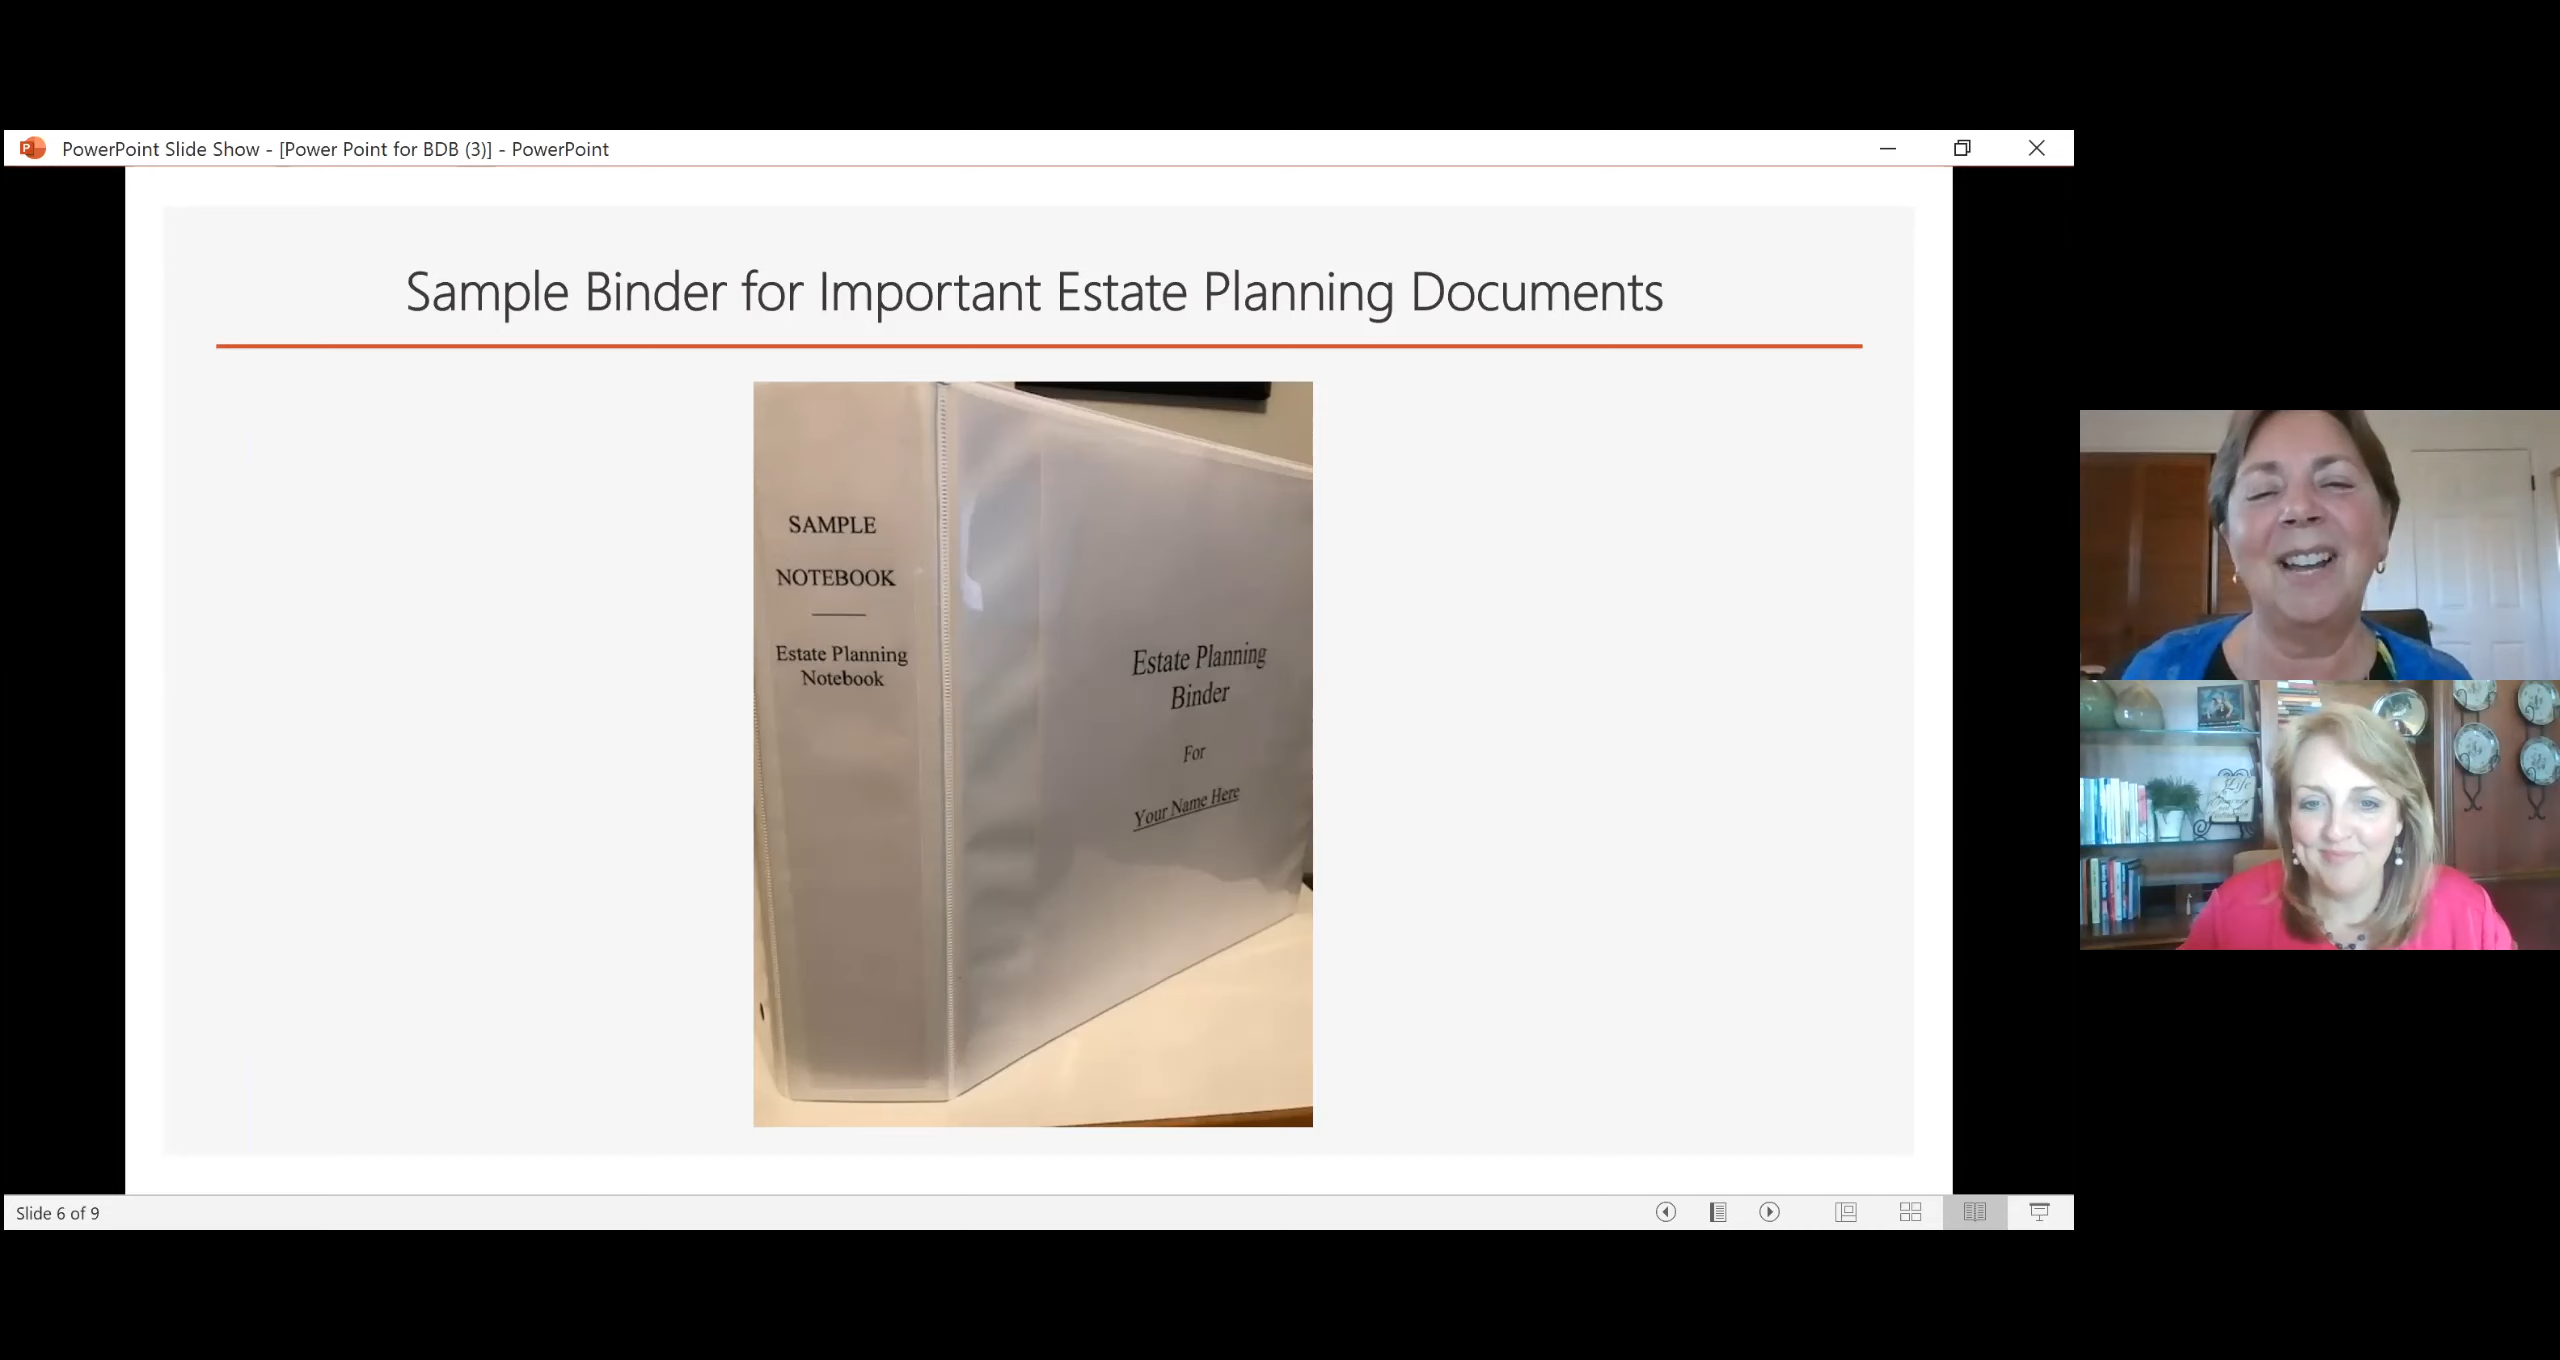 PowerPoint Slide Show - [Power Point for BDB (3)] - PowerPoint
Sample Binder for Important Estate Planning Documents
SAMPLE
NOTEBOOK
Estate Planning
Notebook
Estate Planning
Binder
For
Your Name Here
Life
Slide 6 of 9